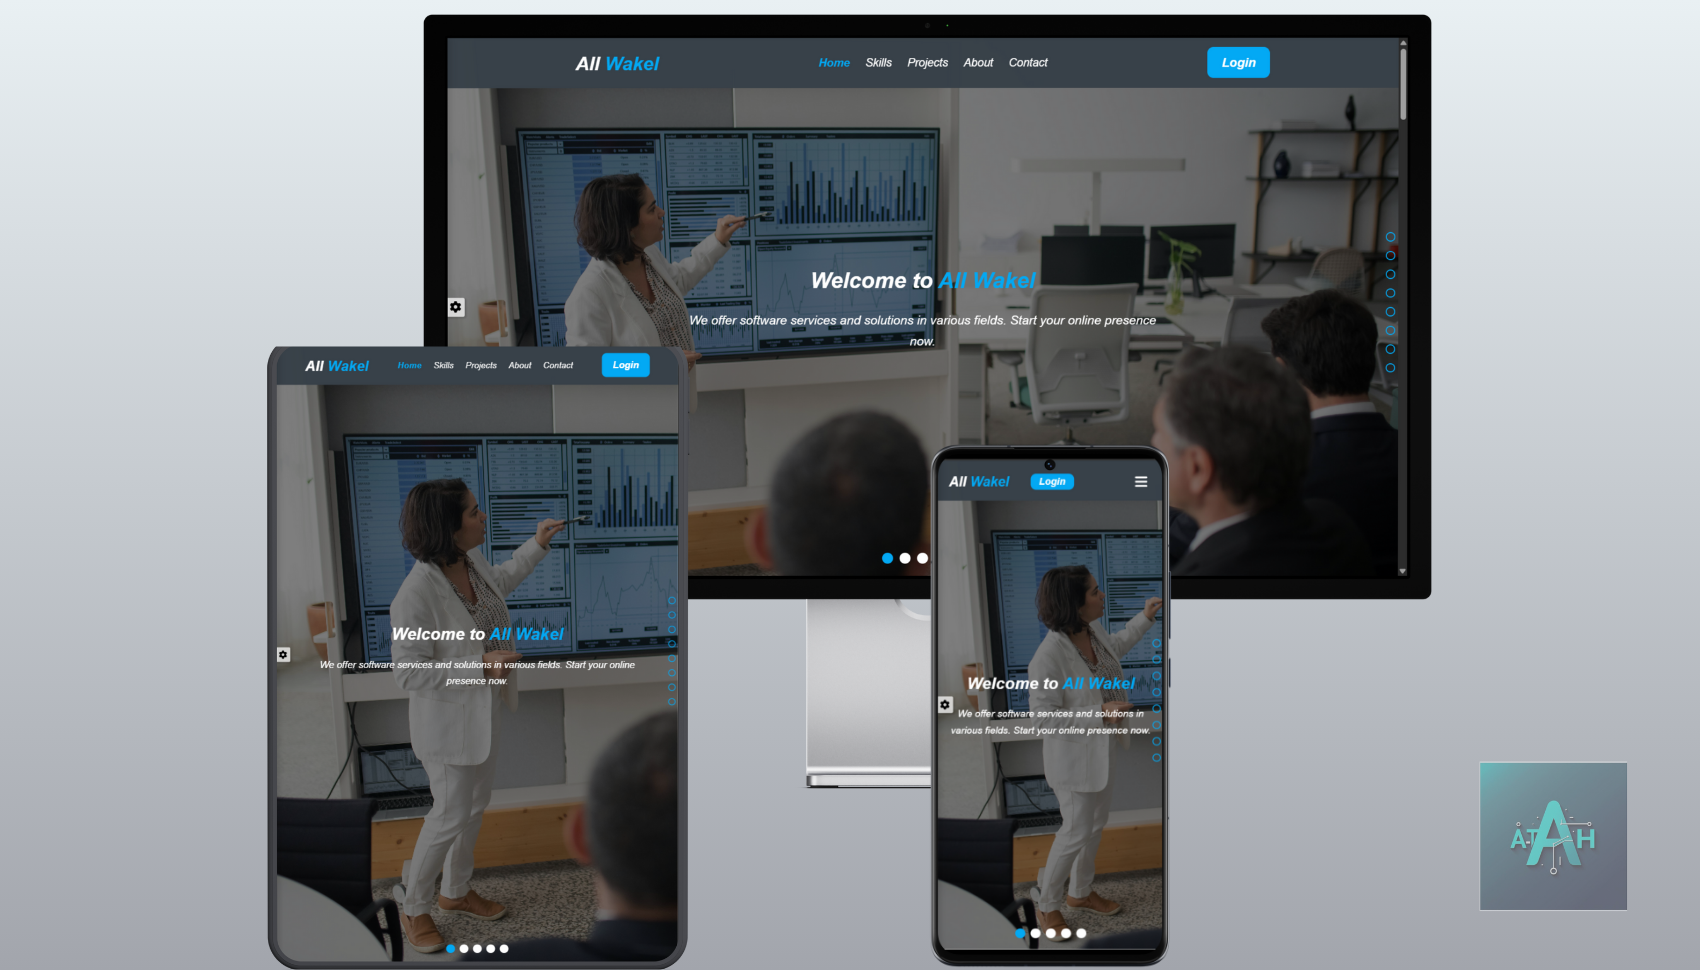 All Wakel
Home Skills Projects About Contact
Login
Welcome to All Wakel
We offer software services and solutions in various fields. Start your online presence
now.
All Wakel
Home Skills Projects About Contact
Login
Welcome to All Wakel
We offer software services and solutions in various fields. Start your online
presence now.
All Wakel
Login
Welcome to All Wakel
We offer software services and solutions in
various fields. Start your online presence now.
ATAH